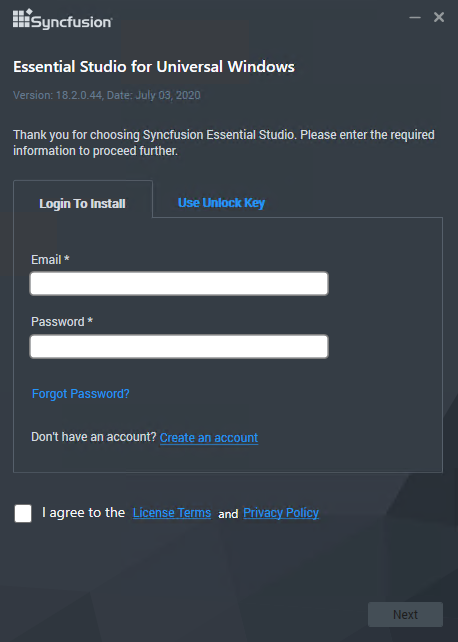 Syncfusion
Essential Studio for Universal Windows
Version: 18.2.0.44, Date: July 03, 2020
Thank you for choosing Syncfusion Essential Studio. Please enter the required
information to proceed further.
Login To Install
Use Unlock Key
Email *
Password *
Forgot Password?
Don't have an account? Create an account
I agree to the License Terms and Privacy Policy
Next